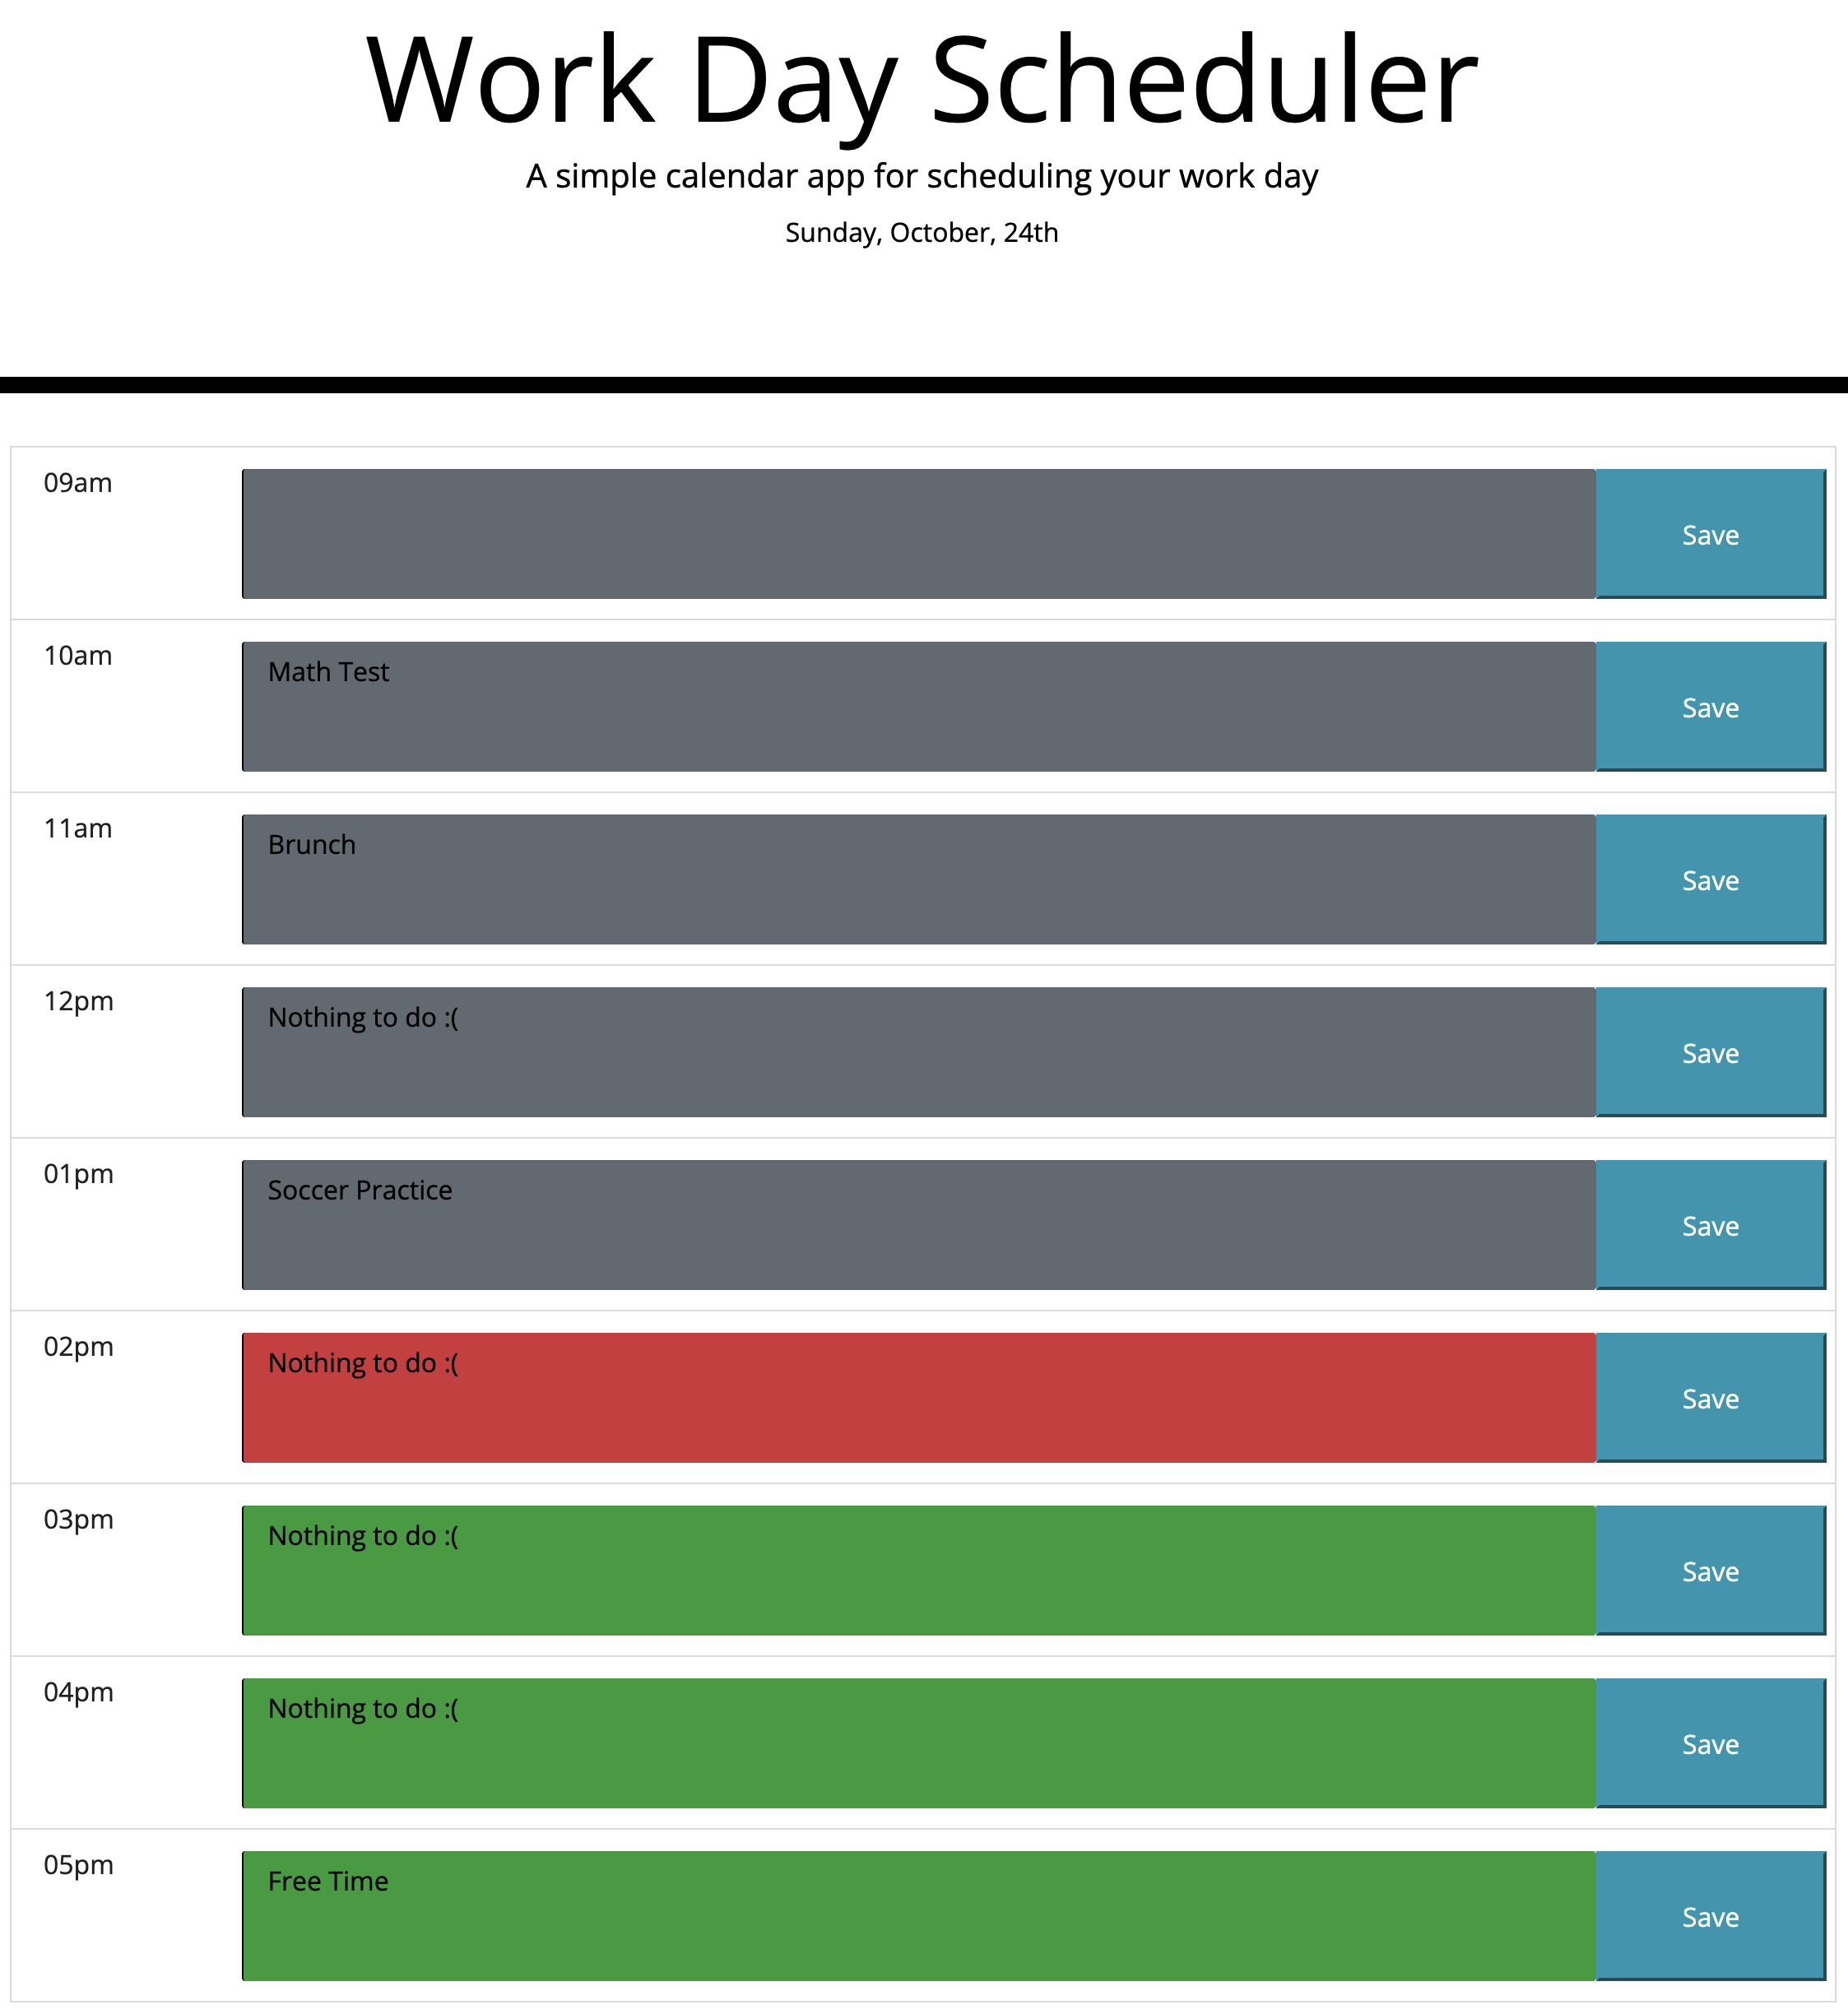 Work Day Scheduler
A simple calendar app for scheduling your work day
Sunday, October, 24th
09am
Save
10am
Math Test
Save
11am
Brunch
Save
12pm
Nothing to do :(
Save
01pm
Soccer Practice
Save
02pm
Nothing to do :(
Save
03pm
Nothing to do :(
Save
04pm
Nothing to do :(
Save
05pm
Free Time
Save